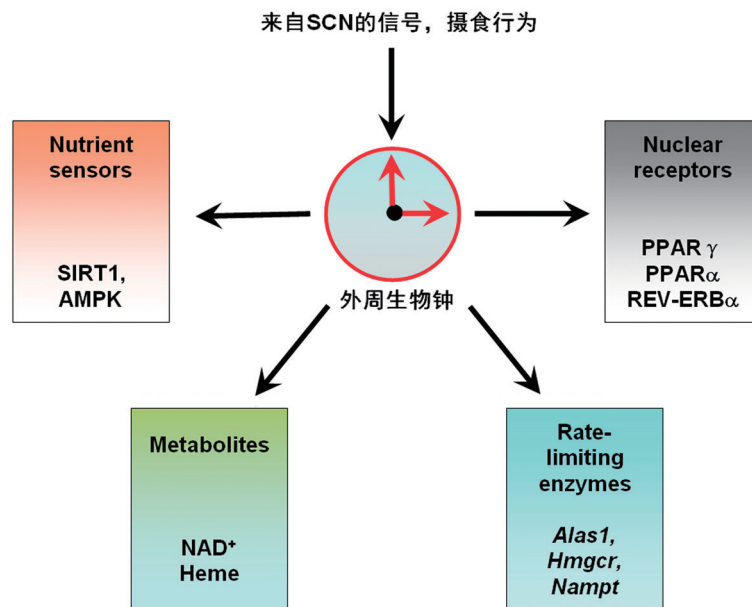 来自SCN的信号，摄食行为
Nutrient
sensors
SIRT1,
AMPK
Nuclear
receptors
PPAR γ
PPARα
REV-ERBα
外周生物钟
Metabolites
NAD⁺
Heme
Rate-
limiting
enzymes
Alas1,
Hmgcr,
Nampt